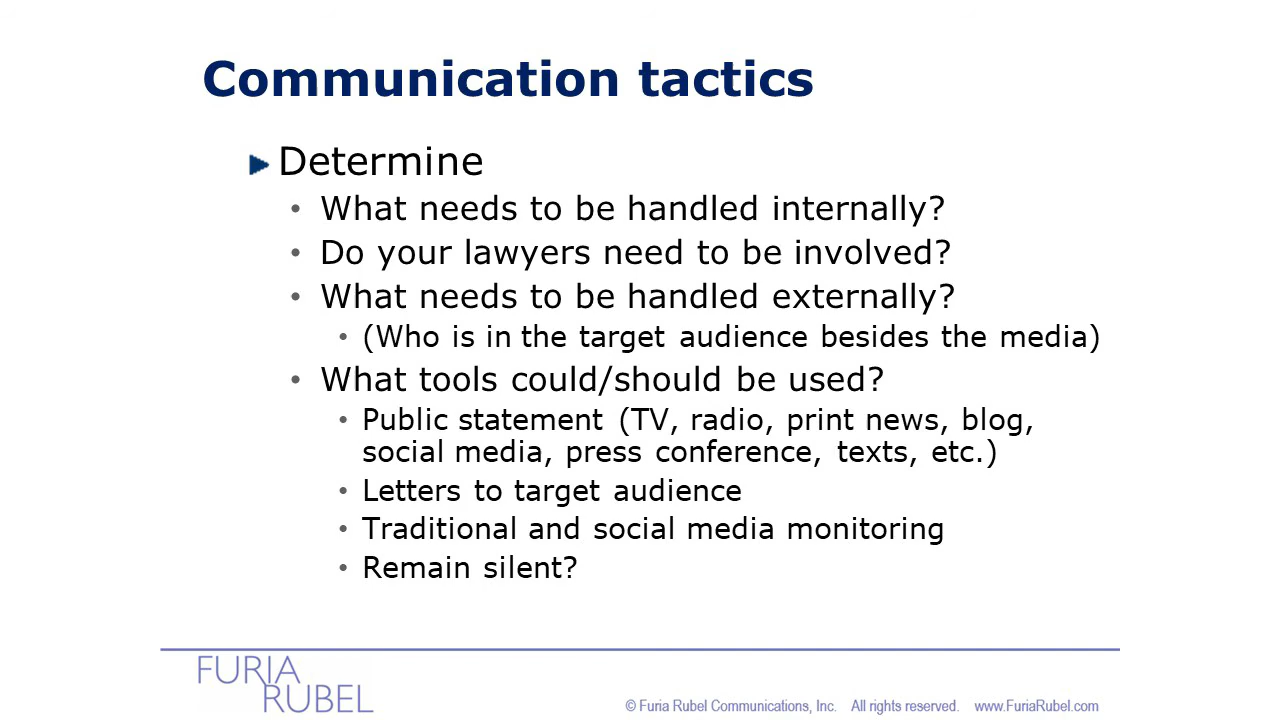 Communication tactics
Determine
• What needs to be handled internally?
• Do your lawyers need to be involved?
• What needs to be handled externally?
• (Who is in the target audience besides the media)
• What tools could/should be used?
• Public statement (TV, radio, print news, blog,
social media, press conference, texts, etc.)
• Letters to target audience
• Traditional and social media monitoring
• Remain silent?
FURIA
RUBEL
© Furia Rubel Communications, Inc. All rights reserved. www.FuriaRubel.com